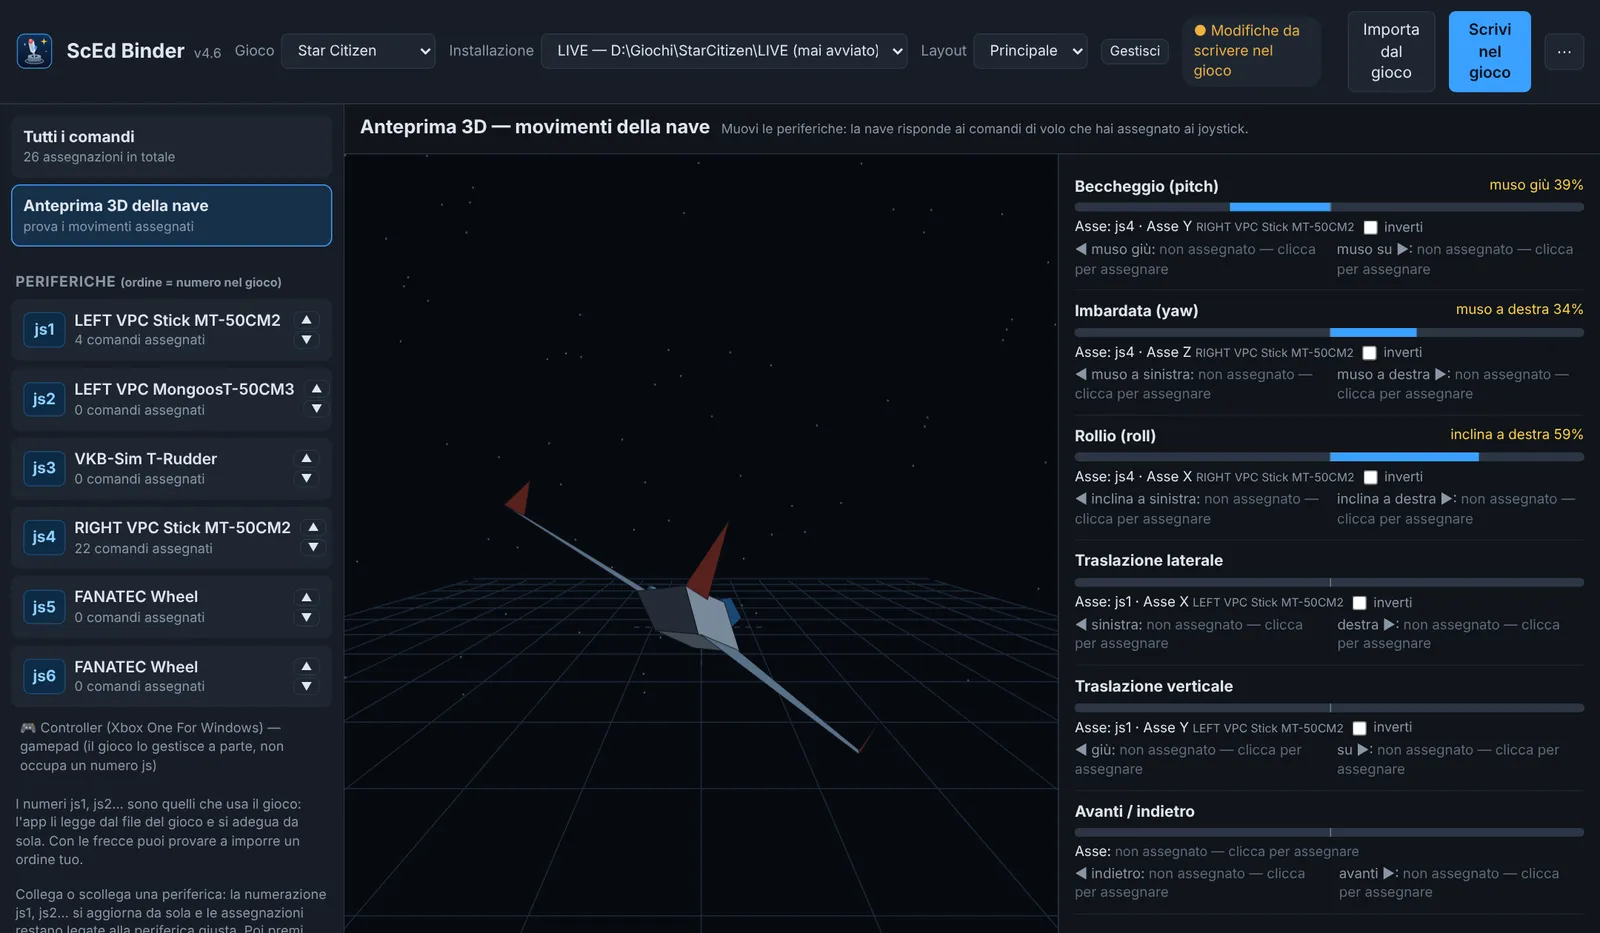 ScEd Binder v4.6 Gioco Star Citizen Installazione LIVE — D:\Giochi\StarCitizen\LIVE (mai avviato) Layout Principale Gestisci
Modifiche da
scrivere nel
gioco
Importa
dal
gioco
Scrivi
nel
gioco
...
Tutti i comandi
26 assegnazioni in totale
Anteprima 3D della nave
prova i movimenti assegnati
PERIFERICHE (ordine = numero nel gioco)
js1 LEFT VPC Stick MT-50CM2 ▲
4 comandi assegnati ▼
js2 LEFT VPC MongoosT-50CM3 ▲
0 comandi assegnati ▼
js3 VKB-Sim T-Rudder ▲
0 comandi assegnati ▼
js4 RIGHT VPC Stick MT-50CM2 ▲
22 comandi assegnati ▼
js5 FANATEC Wheel ▲
0 comandi assegnati ▼
js6 FANATEC Wheel ▲
0 comandi assegnati ▼
🎮 Controller (Xbox One For Windows) —
gamepad (il gioco lo gestisce a parte, non
occupa un numero js)
I numeri js1, js2... sono quelli che usa il gioco:
l'app li legge dal file del gioco e si adegua da
sola. Con le frecce puoi provare a imporre un
ordine tuo.
Collega o scollega una periferica: la numerazione
js1, js2... si aggiorna da sola e le assegnazioni
restano legate alla periferica giusta. Poi premi
Anteprima 3D — movimenti della nave Muovi le periferiche: la nave risponde ai comandi di volo che hai assegnato ai joystick.
Beccheggio (pitch) muso giù 39%
Asse: js4 · Asse Y RIGHT VPC Stick MT-50CM2 inverti
◀ muso giù: non assegnato — clicca
per assegnare
muso su ▶: non assegnato — clicca
per assegnare
Imbardata (yaw) muso a destra 34%
Asse: js4 · Asse Z RIGHT VPC Stick MT-50CM2 inverti
◀ muso a sinistra: non assegnato —
clicca per assegnare
muso a destra ▶: non assegnato —
clicca per assegnare
Rollio (roll) inclina a destra 59%
Asse: js4 · Asse X RIGHT VPC Stick MT-50CM2 inverti
◀ inclina a sinistra: non assegnato —
clicca per assegnare
inclina a destra ▶: non assegnato —
clicca per assegnare
Traslazione laterale
Asse: js1 · Asse X LEFT VPC Stick MT-50CM2 inverti
◀ sinistra: non assegnato — clicca
per assegnare
destra ▶: non assegnato — clicca
per assegnare
Traslazione verticale
Asse: js1 · Asse Y LEFT VPC Stick MT-50CM2 inverti
◀ giù: non assegnato — clicca per
assegnare
su ▶: non assegnato — clicca per
assegnare
Avanti / indietro
Asse: non assegnato — clicca per assegnare
◀ indietro: non assegnato — clicca
per assegnare
avanti ▶: non assegnato — clicca
per assegnare